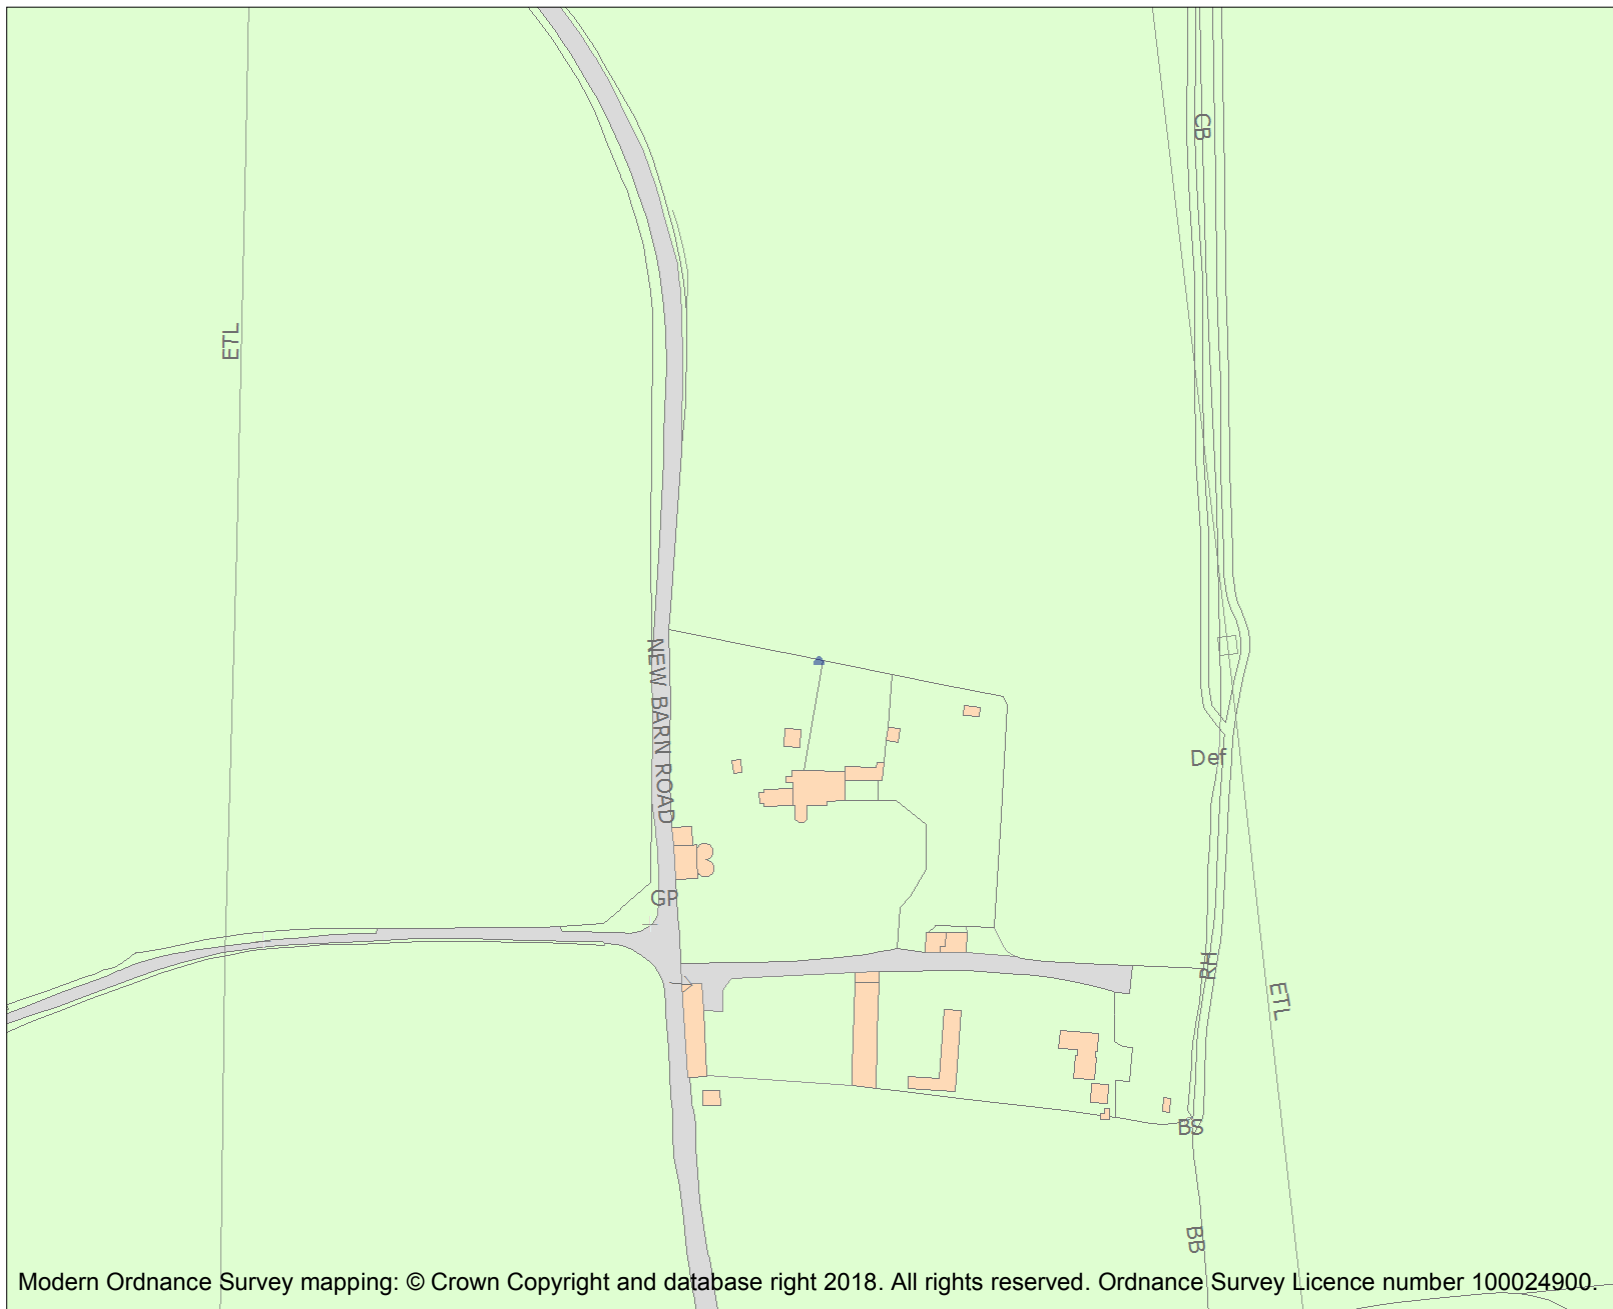 CB
ETL
NEW BARN ROAD
Def
GP
RH
ETL
BS
BB
Modern Ordnance Survey mapping: © Crown Copyright and database right 2018. All rights reserved. Ordnance Survey Licence number 100024900.